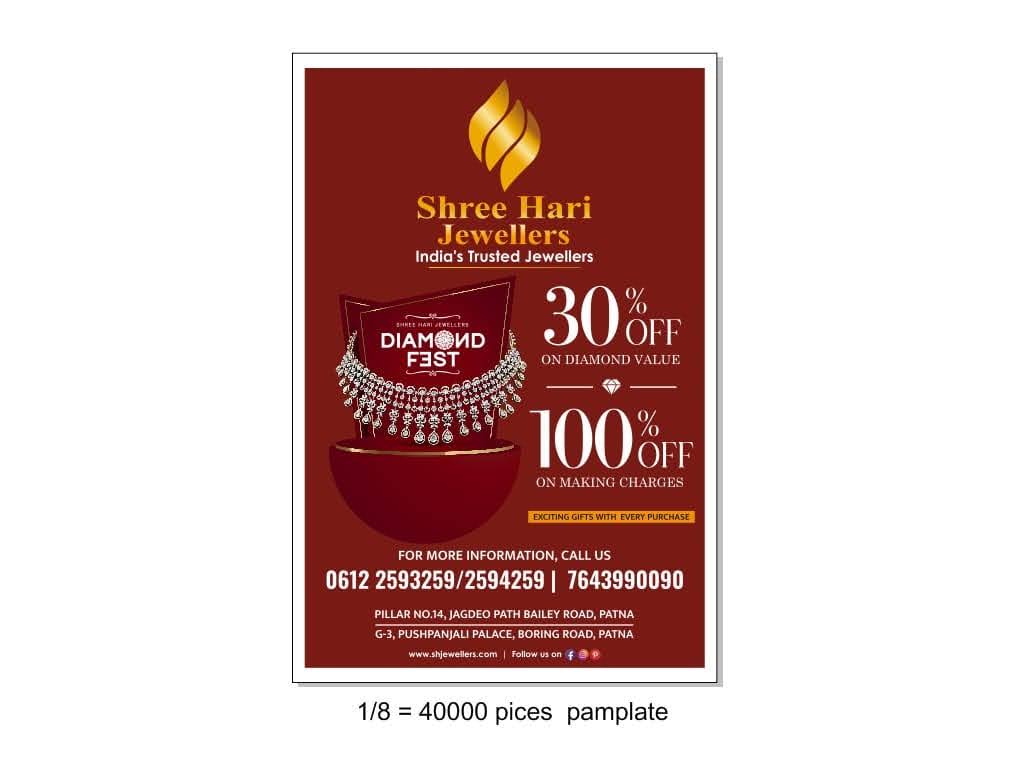 Shree Hari
Jewellers
India's Trusted Jewellers
SHREE HARI JEWELLERS
DIAMOND
FEST
30% OFF
ON DIAMOND VALUE
100% OFF
ON MAKING CHARGES
EXCITING GIFTS WITH EVERY PURCHASE
FOR MORE INFORMATION, CALL US
0612 2593259/2594259 | 7643990090
PILLAR NO.14, JAGDEO PATH BAILEY ROAD, PATNA
G-3, PUSHPANJALI PALACE, BORING ROAD, PATNA
www.shjewellers.com | Follow us on
1/8 = 40000 pices pamplate